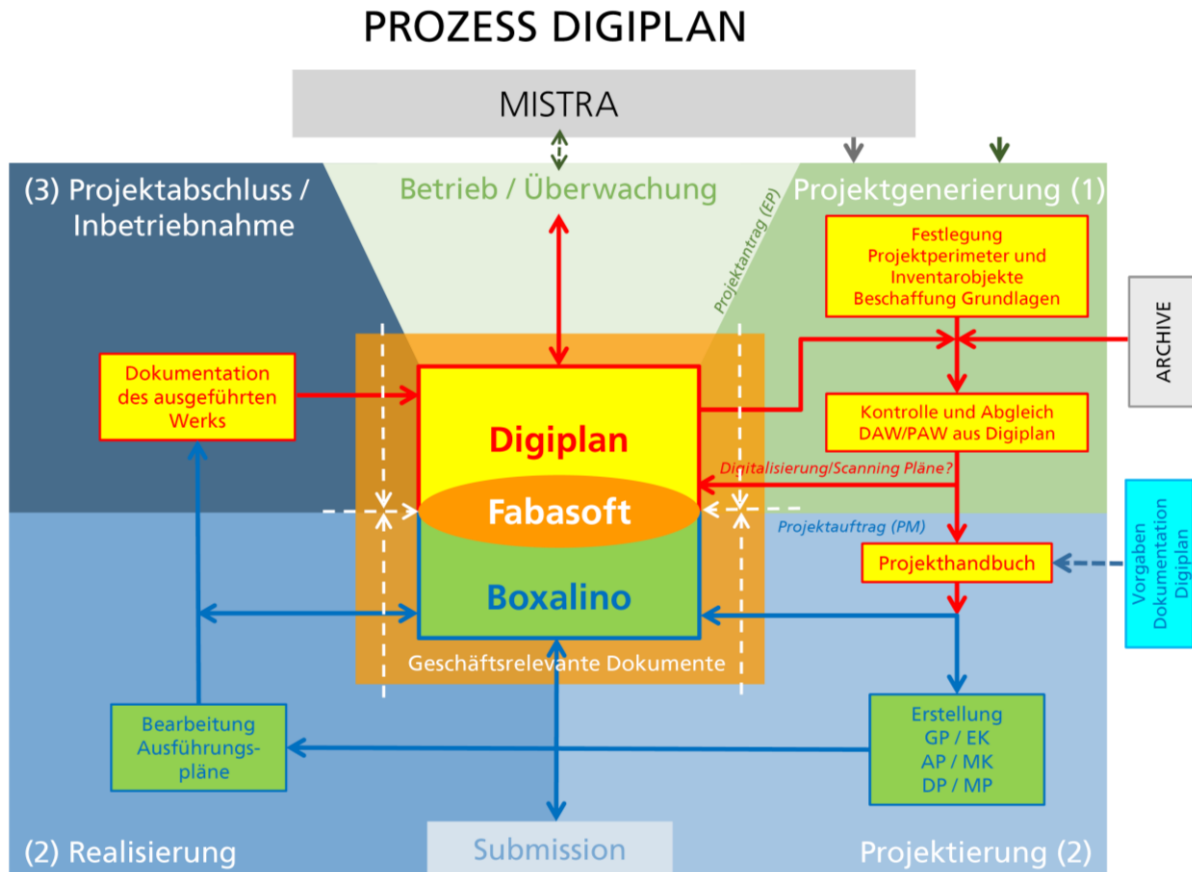 PROZESS DIGIPLAN
MISTRA
(3) Projektabschluss /
Inbetriebnahme
Betrieb / Überwachung
Projektgenerierung (1)
Projektantrag (EP)
Festlegung
Projektperimeter und
Inventarobjekte
Beschaffung Grundlagen
ARCHIVE
Dokumentation
des ausgeführten
Werks
Digiplan
Kontrolle und Abgleich
DAW/PAW aus Digiplan
Digitalisierung/Scanning Pläne?
Fabasoft
Projektauftrag (PM)
Projekthandbuch
Vorgaben
Dokumentation
Digiplan
Boxalino
Geschäftsrelevante Dokumente
Bearbeitung
Ausführungs-
pläne
Erstellung
GP / EK
AP / MK
DP / MP
(2) Realisierung
Submission
Projektierung (2)